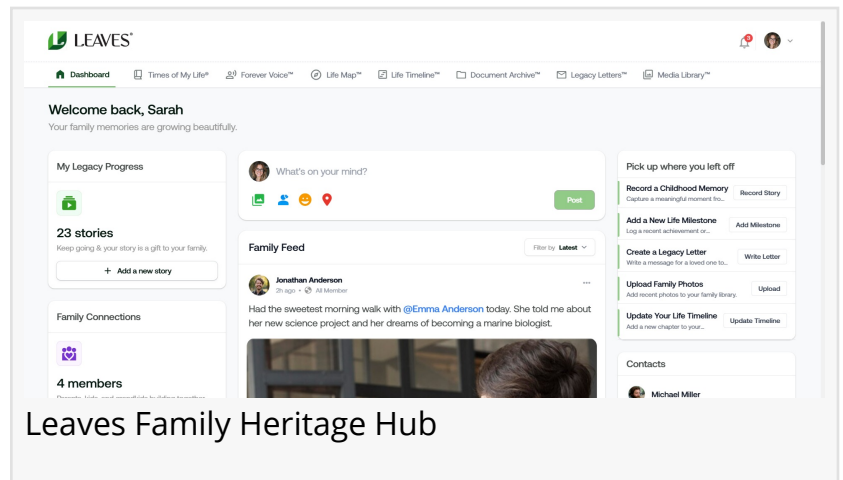 LEAVES®
3
Dashboard
Times of My Life®
Forever Voice™
Life Map™
Life Timeline™
Document Archive™
Legacy Letters™
Media Library™
Welcome back, Sarah
Your family memories are growing beautifully.
My Legacy Progress
23 stories
Keep going & your story is a gift to your family.
+ Add a new story
Family Connections
4 members
What's on your mind?
Post
Family Feed
Filter by Latest
Jonathan Anderson
2h ago • All Member
Had the sweetest morning walk with @Emma Anderson today. She told me about
her new science project and her dreams of becoming a marine biologist.
Pick up where you left off
Record a Childhood Memory
Capture a meaningful moment fro...
Record Story
Add a New Life Milestone
Log a recent achievement or...
Add Milestone
Create a Legacy Letter
Write a message for a loved one to...
Write Letter
Upload Family Photos
Add recent photos to your family library.
Upload
Update Your Life Timeline
Add a new chapter to your...
Update Timeline
Contacts
Michael Miller
Leaves Family Heritage Hub